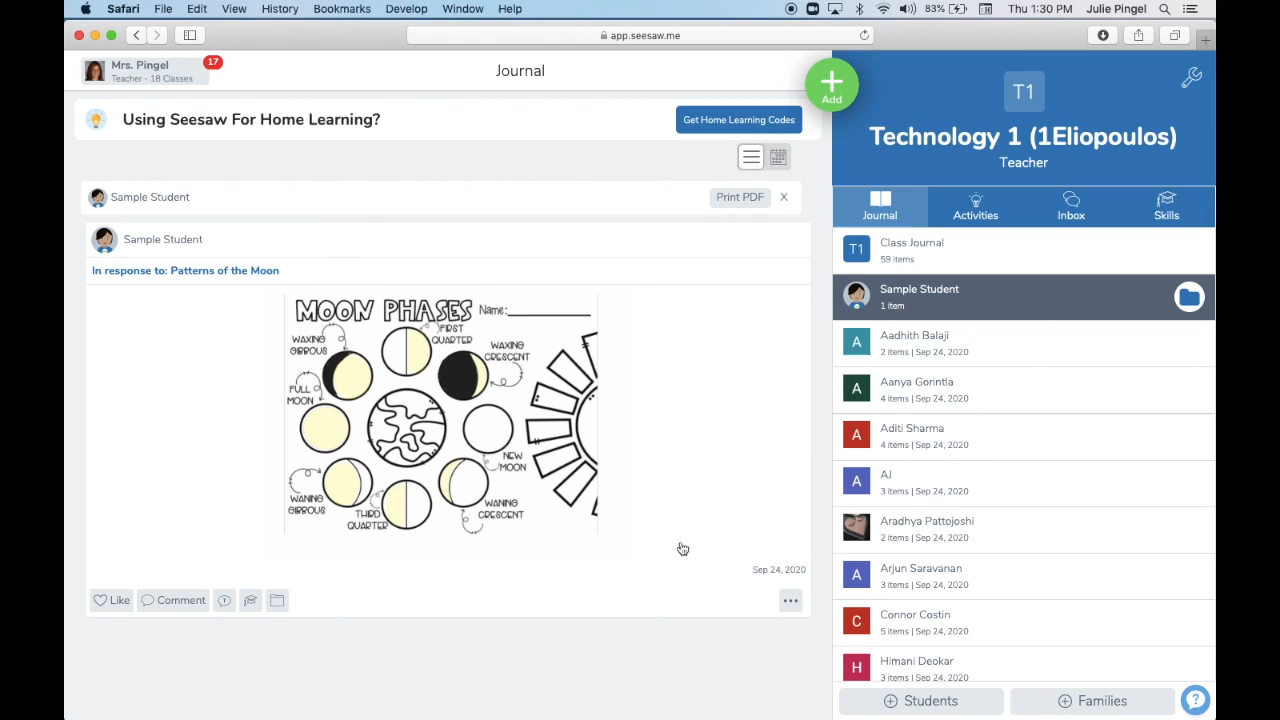 Safari File Edit View History Bookmarks Develop Window Help 83% Thu 1:30 PM Julie Pingel
app.seesaw.me
Mrs. Pingel
Teacher - 18 Classes
17
Journal
Add
Using Seesaw For Home Learning?
Get Home Learning Codes
Sample Student
Print PDF X
Sample Student
In response to: Patterns of the Moon
MOON PHASES Name:
WAXING
GIBBOUS
FIRST
QUARTER
WAXING
CRESCENT
FULL
MOON
NEW
MOON
WANING
GIBBOUS
THIRD
QUARTER
WANING
CRESCENT
Sep 24, 2020
Like Comment
T1
Technology 1 (1Eliopoulos)
Teacher
Journal Activities Inbox Skills
T1
Class Journal
59 items
Sample Student
1 item
A
Aadhith Balaji
2 items | Sep 24, 2020
A
Aanya Gorintla
4 items | Sep 24, 2020
A
Aditi Sharma
4 items | Sep 24, 2020
A
AJ
3 items | Sep 24, 2020
Aradhya Pattojoshi
2 items | Sep 24, 2020
A
Arjun Saravanan
3 items | Sep 24, 2020
C
Connor Costin
5 items | Sep 24, 2020
H
Himani Deokar
3 items | Sep 24, 2020
Students Families ?